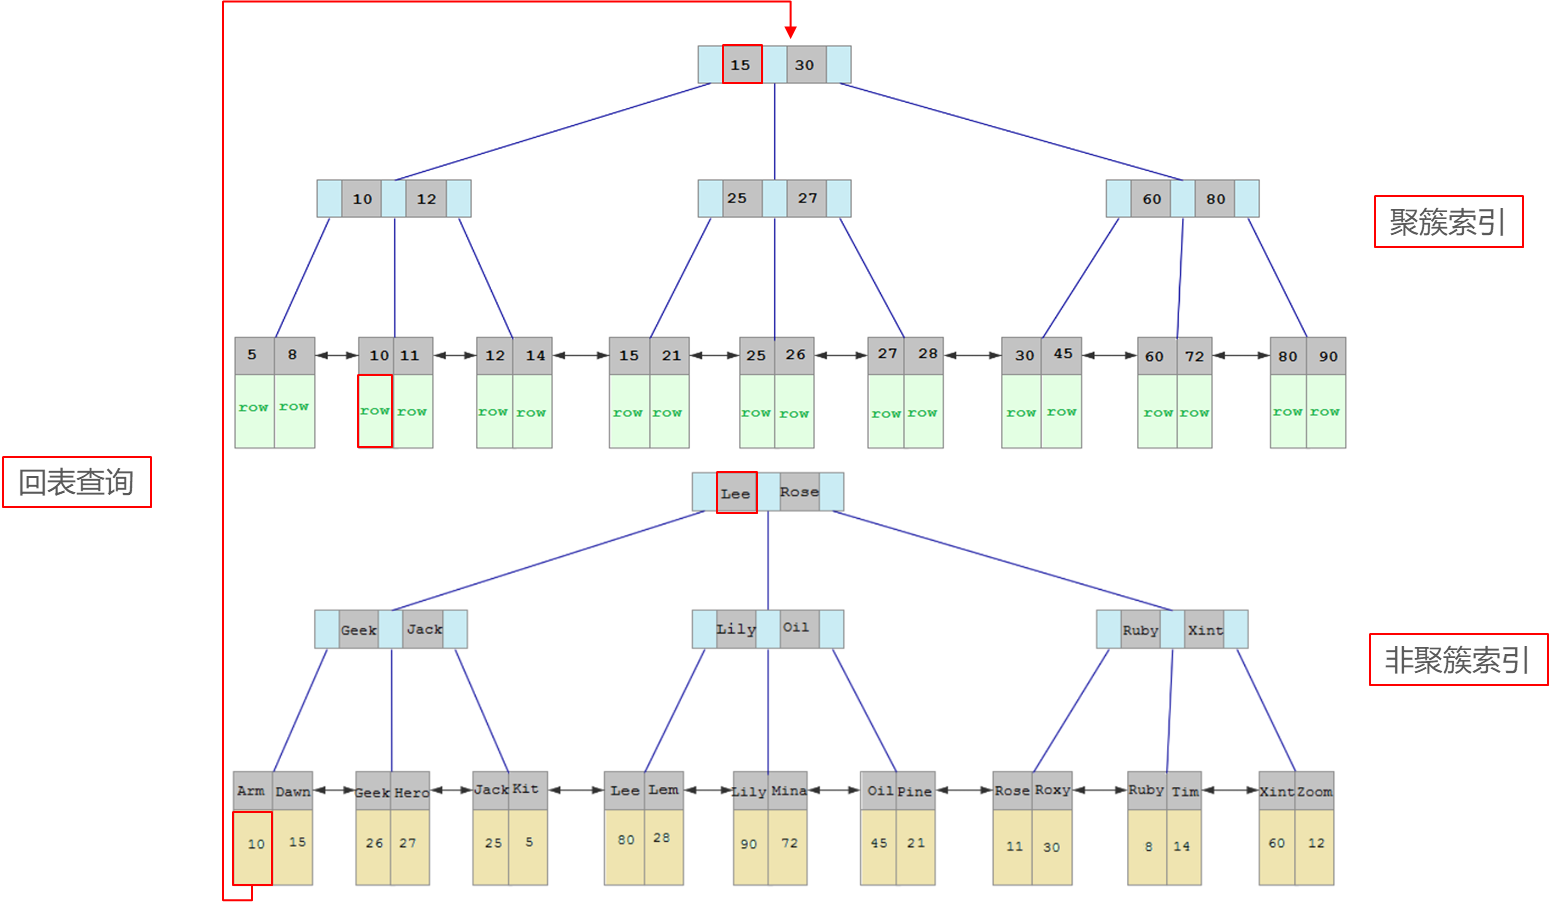 15 30
10 12 25 27 60 80
聚簇索引
5 8 10 11 12 14 15 21 25 26 27 28 30 45 60 72 80 90
row row row row row row row row row row row row row row row row row row
回表查询
Lee Rose
Geek Jack Lily Oil Ruby Xint
非聚簇索引
Arm Dawn Geek Hero Jack Kit Lee Lem Lily Mina Oil Pine Rose Roxy Ruby Tim Xint Zoom
10 15 26 27 25 5 80 28 90 72 45 21 11 30 8 14 60 12